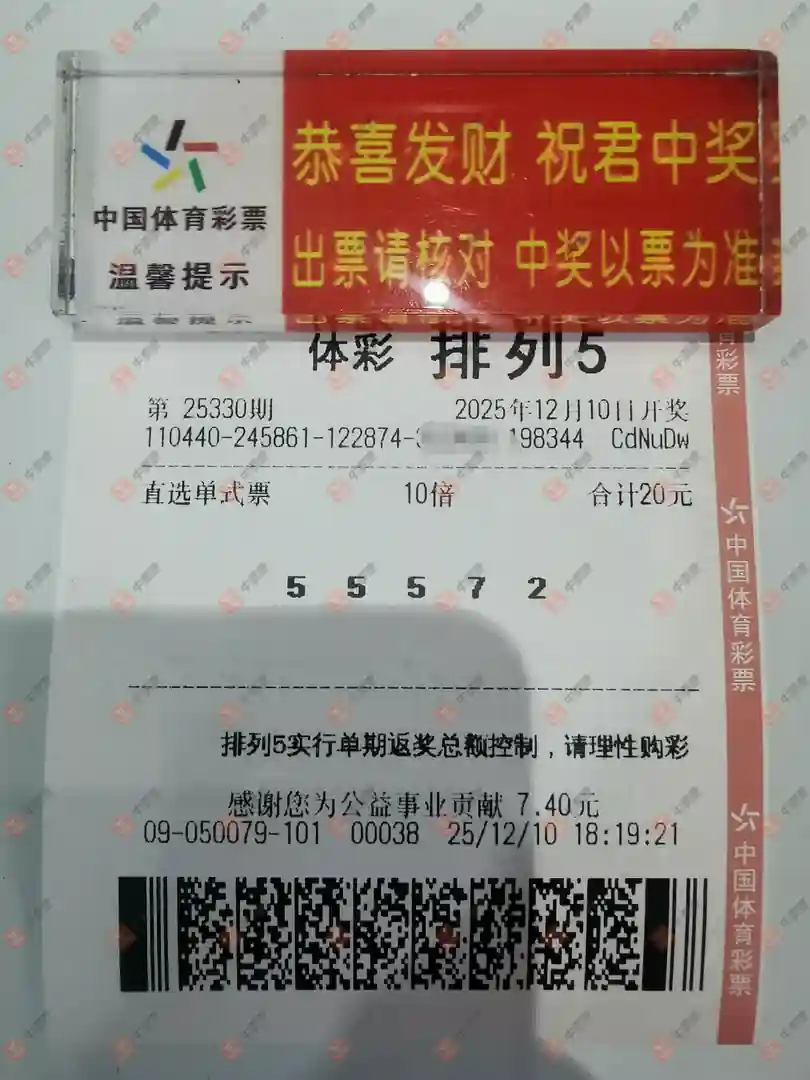 中国体育彩票
温馨提示
恭喜发财 祝君中奖
出票请核对 中奖以票为准
体彩 排列5
第 25330期 2025年12月10日开奖
110440-245861-122874- 198344 CdNuDw
直选单式票 10倍 合计20元
5 5 5 7 2
排列5实行单期返奖总额控制，请理性购彩
感谢您为公益事业贡献 7.40元
09-050079-101 00038 25/12/10 18:19:21
育彩票
中国体育彩票
中国体育彩票